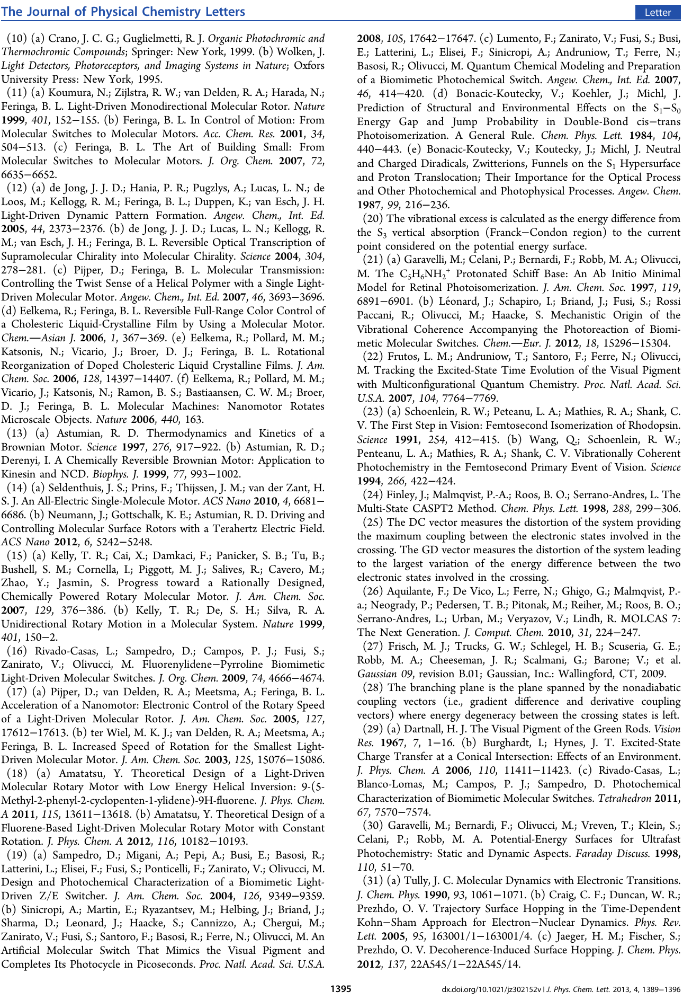 The Journal of Physical Chemistry Letters
Letter
(10) (a) Crano, J. C. G.; Guglielmetti, R. J. Organic Photochromic and
Thermochromic Compounds; Springer: New York, 1999. (b) Wolken, J.
Light Detectors, Photoreceptors, and Imaging Systems in Nature; Oxfors
University Press: New York, 1995.
(11) (a) Koumura, N.; Zijlstra, R. W.; van Delden, R. A.; Harada, N.;
Feringa, B. L. Light-Driven Monodirectional Molecular Rotor. Nature
1999, 401, 152−155. (b) Feringa, B. L. In Control of Motion: From
Molecular Switches to Molecular Motors. Acc. Chem. Res. 2001, 34,
504−513. (c) Feringa, B. L. The Art of Building Small: From
Molecular Switches to Molecular Motors. J. Org. Chem. 2007, 72,
6635−6652.
(12) (a) de Jong, J. J. D.; Hania, P. R.; Pugzlys, A.; Lucas, L. N.; de
Loos, M.; Kellogg, R. M.; Feringa, B. L.; Duppen, K.; van Esch, J. H.
Light-Driven Dynamic Pattern Formation. Angew. Chem., Int. Ed.
2005, 44, 2373−2376. (b) de Jong, J. J. D.; Lucas, L. N.; Kellogg, R.
M.; van Esch, J. H.; Feringa, B. L. Reversible Optical Transcription of
Supramolecular Chirality into Molecular Chirality. Science 2004, 304,
278−281. (c) Pijper, D.; Feringa, B. L. Molecular Transmission:
Controlling the Twist Sense of a Helical Polymer with a Single Light-
Driven Molecular Motor. Angew. Chem., Int. Ed. 2007, 46, 3693−3696.
(d) Eelkema, R.; Feringa, B. L. Reversible Full-Range Color Control of
a Cholesteric Liquid-Crystalline Film by Using a Molecular Motor.
Chem.—Asian J. 2006, 1, 367−369. (e) Eelkema, R.; Pollard, M. M.;
Katsonis, N.; Vicario, J.; Broer, D. J.; Feringa, B. L. Rotational
Reorganization of Doped Cholesteric Liquid Crystalline Films. J. Am.
Chem. Soc. 2006, 128, 14397−14407. (f) Eelkema, R.; Pollard, M. M.;
Vicario, J.; Katsonis, N.; Ramon, B. S.; Bastiaansen, C. W. M.; Broer,
D. J.; Feringa, B. L. Molecular Machines: Nanomotor Rotates
Microscale Objects. Nature 2006, 440, 163.
(13) (a) Astumian, R. D. Thermodynamics and Kinetics of a
Brownian Motor. Science 1997, 276, 917−922. (b) Astumian, R. D.;
Derenyi, I. A Chemically Reversible Brownian Motor: Application to
Kinesin and NCD. Biophys. J. 1999, 77, 993−1002.
(14) (a) Seldenthuis, J. S.; Prins, F.; Thijssen, J. M.; van der Zant, H.
S. J. An All-Electric Single-Molecule Motor. ACS Nano 2010, 4, 6681−
6686. (b) Neumann, J.; Gottschalk, K. E.; Astumian, R. D. Driving and
Controlling Molecular Surface Rotors with a Terahertz Electric Field.
ACS Nano 2012, 6, 5242−5248.
(15) (a) Kelly, T. R.; Cai, X.; Damkaci, F.; Panicker, S. B.; Tu, B.;
Bushell, S. M.; Cornella, I.; Piggott, M. J.; Salives, R.; Cavero, M.;
Zhao, Y.; Jasmin, S. Progress toward a Rationally Designed,
Chemically Powered Rotary Molecular Motor. J. Am. Chem. Soc.
2007, 129, 376−386. (b) Kelly, T. R.; De, S. H.; Silva, R. A.
Unidirectional Rotary Motion in a Molecular System. Nature 1999,
401, 150−2.
(16) Rivado-Casas, L.; Sampedro, D.; Campos, P. J.; Fusi, S.;
Zanirato, V.; Olivucci, M. Fluorenylidene−Pyrroline Biomimetic
Light-Driven Molecular Switches. J. Org. Chem. 2009, 74, 4666−4674.
(17) (a) Pijper, D.; van Delden, R. A.; Meetsma, A.; Feringa, B. L.
Acceleration of a Nanomotor: Electronic Control of the Rotary Speed
of a Light-Driven Molecular Rotor. J. Am. Chem. Soc. 2005, 127,
17612−17613. (b) ter Wiel, M. K. J.; van Delden, R. A.; Meetsma, A.;
Feringa, B. L. Increased Speed of Rotation for the Smallest Light-
Driven Molecular Motor. J. Am. Chem. Soc. 2003, 125, 15076−15086.
(18) (a) Amatatsu, Y. Theoretical Design of a Light-Driven
Molecular Rotary Motor with Low Energy Helical Inversion: 9-(5-
Methyl-2-phenyl-2-cyclopenten-1-ylidene)-9H-fluorene. J. Phys. Chem.
A 2011, 115, 13611−13618. (b) Amatatsu, Y. Theoretical Design of a
Fluorene-Based Light-Driven Molecular Rotary Motor with Constant
Rotation. J. Phys. Chem. A 2012, 116, 10182−10193.
(19) (a) Sampedro, D.; Migani, A.; Pepi, A.; Busi, E.; Basosi, R.;
Latterini, L.; Elisei, F.; Fusi, S.; Ponticelli, F.; Zanirato, V.; Olivucci, M.
Design and Photochemical Characterization of a Biomimetic Light-
Driven Z/E Switcher. J. Am. Chem. Soc. 2004, 126, 9349−9359.
(b) Sinicropi, A.; Martin, E.; Ryazantsev, M.; Helbing, J.; Briand, J.;
Sharma, D.; Leonard, J.; Haacke, S.; Cannizzo, A.; Chergui, M.;
Zanirato, V.; Fusi, S.; Santoro, F.; Basosi, R.; Ferre, N.; Olivucci, M. An
Artificial Molecular Switch That Mimics the Visual Pigment and
Completes Its Photocycle in Picoseconds. Proc. Natl. Acad. Sci. U.S.A.
2008, 105, 17642−17647. (c) Lumento, F.; Zanirato, V.; Fusi, S.; Busi,
E.; Latterini, L.; Elisei, F.; Sinicropi, A.; Andruniow, T.; Ferre, N.;
Basosi, R.; Olivucci, M. Quantum Chemical Modeling and Preparation
of a Biomimetic Photochemical Switch. Angew. Chem., Int. Ed. 2007,
46, 414−420. (d) Bonacic-Koutecky, V.; Koehler, J.; Michl, J.
Prediction of Structural and Environmental Effects on the S₁−S₀
Energy Gap and Jump Probability in Double-Bond cis−trans
Photoisomerization. A General Rule. Chem. Phys. Lett. 1984, 104,
440−443. (e) Bonacic-Koutecky, V.; Koutecky, J.; Michl, J. Neutral
and Charged Diradicals, Zwitterions, Funnels on the S₁ Hypersurface
and Proton Translocation; Their Importance for the Optical Process
and Other Photochemical and Photophysical Processes. Angew. Chem.
1987, 99, 216−236.
(20) The vibrational excess is calculated as the energy difference from
the S₃ vertical absorption (Franck−Condon region) to the current
point considered on the potential energy surface.
(21) (a) Garavelli, M.; Celani, P.; Bernardi, F.; Robb, M. A.; Olivucci,
M. The C₅H₆NH₂⁺ Protonated Schiff Base: An Ab Initio Minimal
Model for Retinal Photoisomerization. J. Am. Chem. Soc. 1997, 119,
6891−6901. (b) Léonard, J.; Schapiro, I.; Briand, J.; Fusi, S.; Rossi
Paccani, R.; Olivucci, M.; Haacke, S. Mechanistic Origin of the
Vibrational Coherence Accompanying the Photoreaction of Biomi-
metic Molecular Switches. Chem.—Eur. J. 2012, 18, 15296−15304.
(22) Frutos, L. M.; Andruniow, T.; Santoro, F.; Ferre, N.; Olivucci,
M. Tracking the Excited-State Time Evolution of the Visual Pigment
with Multiconfigurational Quantum Chemistry. Proc. Natl. Acad. Sci.
U.S.A. 2007, 104, 7764−7769.
(23) (a) Schoenlein, R. W.; Peteanu, L. A.; Mathies, R. A.; Shank, C.
V. The First Step in Vision: Femtosecond Isomerization of Rhodopsin.
Science 1991, 254, 412−415. (b) Wang, Q.; Schoenlein, R. W.;
Penteanu, L. A.; Mathies, R. A.; Shank, C. V. Vibrationally Coherent
Photochemistry in the Femtosecond Primary Event of Vision. Science
1994, 266, 422−424.
(24) Finley, J.; Malmqvist, P.-A.; Roos, B. O.; Serrano-Andres, L. The
Multi-State CASPT2 Method. Chem. Phys. Lett. 1998, 288, 299−306.
(25) The DC vector measures the distortion of the system providing
the maximum coupling between the electronic states involved in the
crossing. The GD vector measures the distortion of the system leading
to the largest variation of the energy difference between the two
electronic states involved in the crossing.
(26) Aquilante, F.; De Vico, L.; Ferre, N.; Ghigo, G.; Malmqvist, P.-
a.; Neogrady, P.; Pedersen, T. B.; Pitonak, M.; Reiher, M.; Roos, B. O.;
Serrano-Andres, L.; Urban, M.; Veryazov, V.; Lindh, R. MOLCAS 7:
The Next Generation. J. Comput. Chem. 2010, 31, 224−247.
(27) Frisch, M. J.; Trucks, G. W.; Schlegel, H. B.; Scuseria, G. E.;
Robb, M. A.; Cheeseman, J. R.; Scalmani, G.; Barone; V.; et al.
Gaussian 09, revision B.01; Gaussian, Inc.: Wallingford, CT, 2009.
(28) The branching plane is the plane spanned by the nonadiabatic
coupling vectors (i.e., gradient difference and derivative coupling
vectors) where energy degeneracy between the crossing states is left.
(29) (a) Dartnall, H. J. The Visual Pigment of the Green Rods. Vision
Res. 1967, 7, 1−16. (b) Burghardt, I.; Hynes, J. T. Excited-State
Charge Transfer at a Conical Intersection: Effects of an Environment.
J. Phys. Chem. A 2006, 110, 11411−11423. (c) Rivado-Casas, L.;
Blanco-Lomas, M.; Campos, P. J.; Sampedro, D. Photochemical
Characterization of Biomimetic Molecular Switches. Tetrahedron 2011,
67, 7570−7574.
(30) Garavelli, M.; Bernardi, F.; Olivucci, M.; Vreven, T.; Klein, S.;
Celani, P.; Robb, M. A. Potential-Energy Surfaces for Ultrafast
Photochemistry: Static and Dynamic Aspects. Faraday Discuss. 1998,
110, 51−70.
(31) (a) Tully, J. C. Molecular Dynamics with Electronic Transitions.
J. Chem. Phys. 1990, 93, 1061−1071. (b) Craig, C. F.; Duncan, W. R.;
Prezhdo, O. V. Trajectory Surface Hopping in the Time-Dependent
Kohn−Sham Approach for Electron−Nuclear Dynamics. Phys. Rev.
Lett. 2005, 95, 163001/1−163001/4. (c) Jaeger, H. M.; Fischer, S.;
Prezhdo, O. V. Decoherence-Induced Surface Hopping. J. Chem. Phys.
2012, 137, 22A545/1−22A545/14.
1395
dx.doi.org/10.1021/jz302152v | J. Phys. Chem. Lett. 2013, 4, 1389−1396